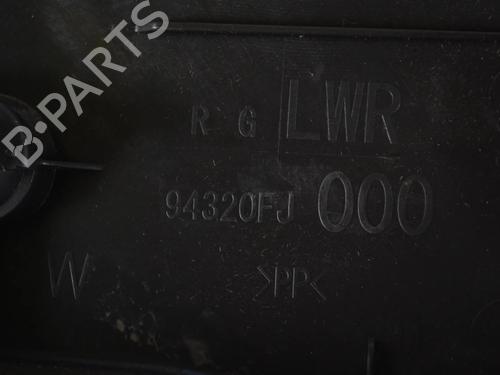 B-PARTS
R G LWR
94320FJ 000
W >PP<